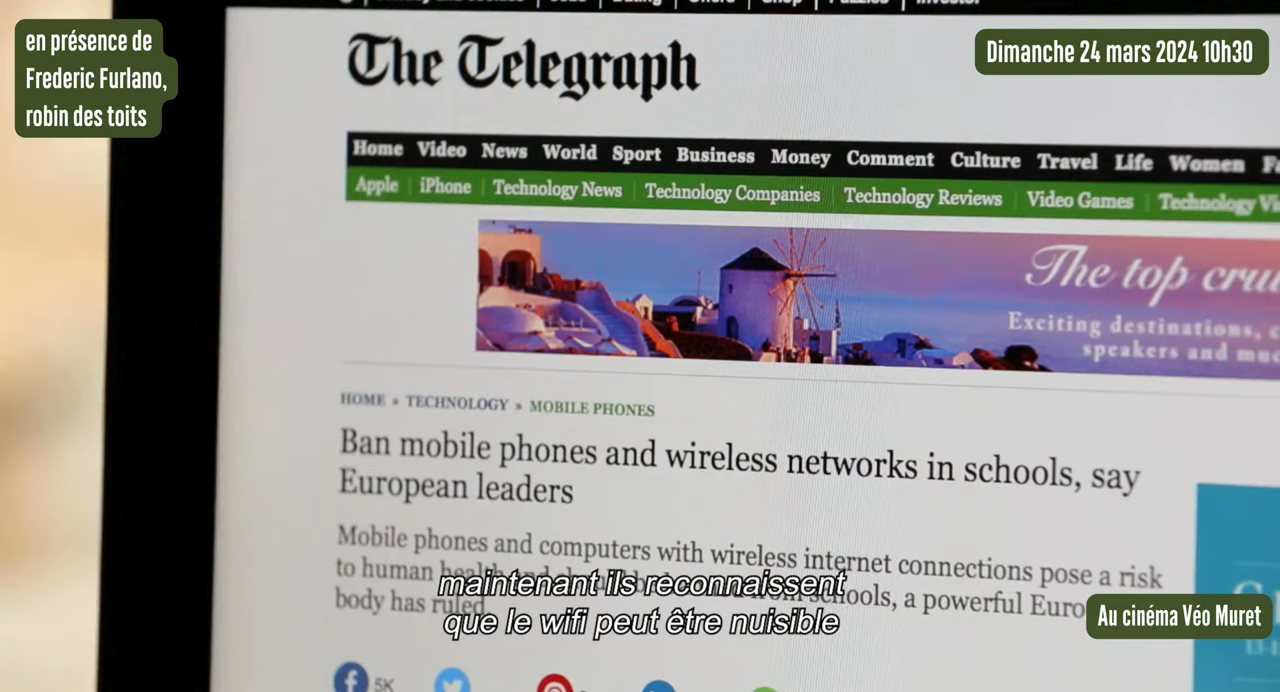 en présence de
Frederic Furlano,
robin des toits
Dimanche 24 mars 2024 10h30
The Telegraph
Home Video News World Sport Business Money Comment Culture Travel Life Women
Apple iPhone Technology News Technology Companies Technology Reviews Video Games Technology
The top
Exciting destinations,
speakers and
HOME » TECHNOLOGY » MOBILE PHONES
Ban mobile phones and wireless networks in schools, say
European leaders
Mobile phones and computers with wireless internet connections pose a risk
to human schools, a powerful
body has ruled
maintenant ils reconnaissent
que le wifi peut être nuisible
Au cinéma Véo Muret
5K